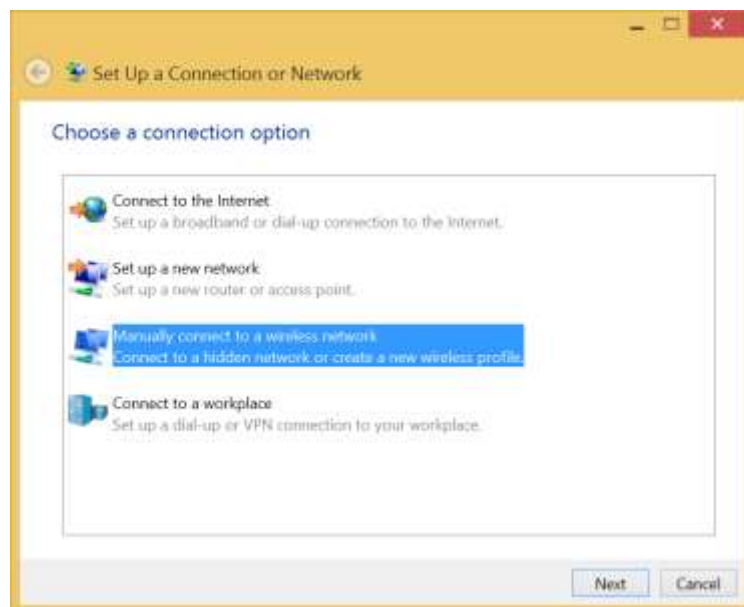 Set Up a Connection or Network
Choose a connection option
Connect to the Internet
Set up a broadband or dial-up connection to the Internet.
Set up a new network
Set up a new router or access point.
Manually connect to a wireless network
Connect to a hidden network or create a new wireless profile.
Connect to a workplace
Set up a dial-up or VPN connection to your workplace.
Next
Cancel